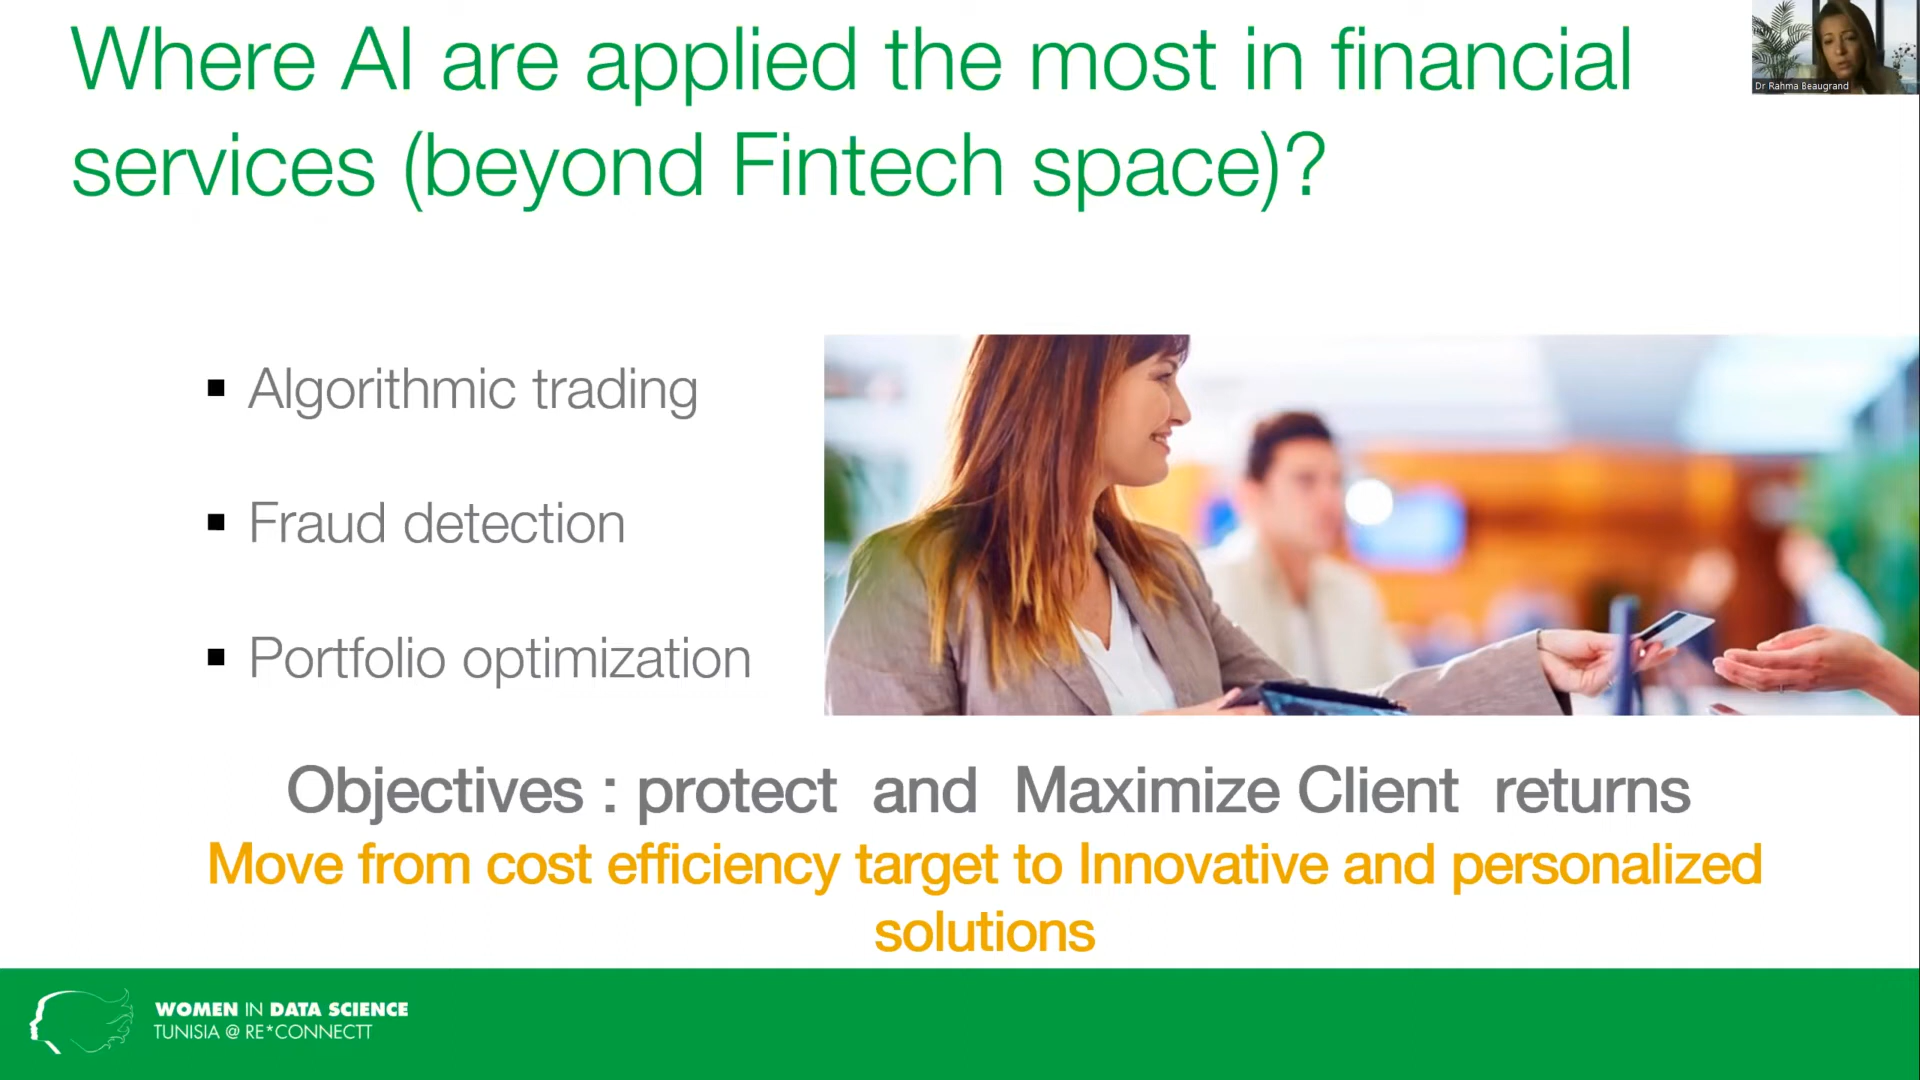 Where AI are applied the most in financial
services (beyond Fintech space)?
Dr Rahma Beaugrand
▪ Algorithmic trading
▪ Fraud detection
▪ Portfolio optimization
Objectives : protect and Maximize Client returns
Move from cost efficiency target to Innovative and personalized
solutions
WOMEN IN DATA SCIENCE
TUNISIA @ RE*CONNECTT